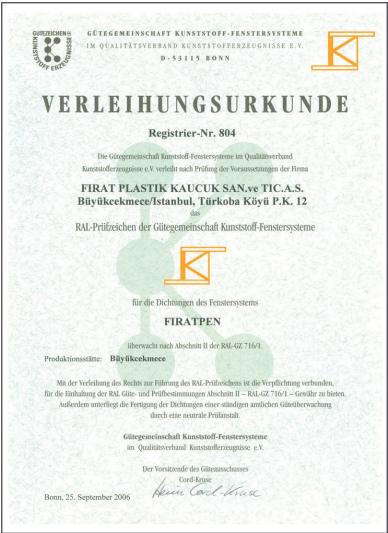 GÜTEZEICHEN
KUNSTSTOFF ERZEUGNISSE
GÜTEGEMEINSCHAFT KUNSTSTOFF-FENSTERSYSTEME
IM QUALITÄTSVERBAND KUNSTSTOFFERZEUGNISSE E.V.
D-53115 BONN
VERLEIHUNGSURKUNDE
Registrier-Nr. 804
Die Gütegemeinschaft Kunststoff-Fenstersysteme im Qualitätsverband
Kunststofferzeugnisse e.V. verleiht nach Prüfung der Voraussetzungen der Firma
FIRAT PLASTIK KAUCUK SAN.ve TIC.A.S.
Büyükcekmece/Istanbul, Türkoba Köyü P.K. 12
das
RAL-Prüfzeichen der Gütegemeinschaft Kunststoff-Fenstersysteme
für die Dichtungen des Fenstersystems
FIRATPEN
überwacht nach Abschnitt II der RAL-GZ 716/1.
Produktionsstätte: Büyükcekmece
Mit der Verleihung des Rechts zur Führung des RAL-Prüfzeichens ist die Verpflichtung verbunden,
für die Einhaltung der RAL Güte- und Prüfbestimmungen Abschnitt II – RAL-GZ 716/1 – Gewähr zu bieten.
Außerdem unterliegt die Fertigung der Dichtungen einer ständigen amtlichen Güteüberwachung
durch eine neutrale Prüfanstalt.
Gütegemeinschaft Kunststoff-Fenstersysteme
im Qualitätsverband Kunststofferzeugnisse e.V.
Der Vorsitzende des Güteausschusses
Cord-Kruse
Bonn, 25. September 2006 Heinr Cord-Kruse